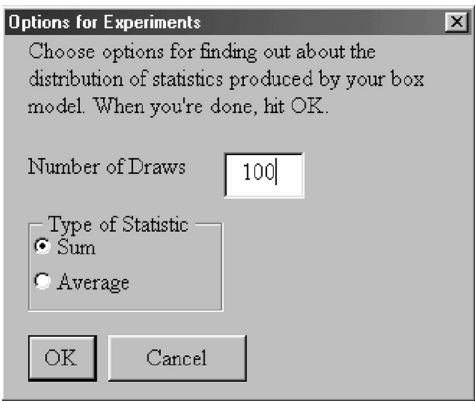 Options for Experiments
Choose options for finding out about the
distribution of statistics produced by your box
model. When you're done, hit OK.
Number of Draws 100
Type of Statistic
Sum
Average
OK Cancel